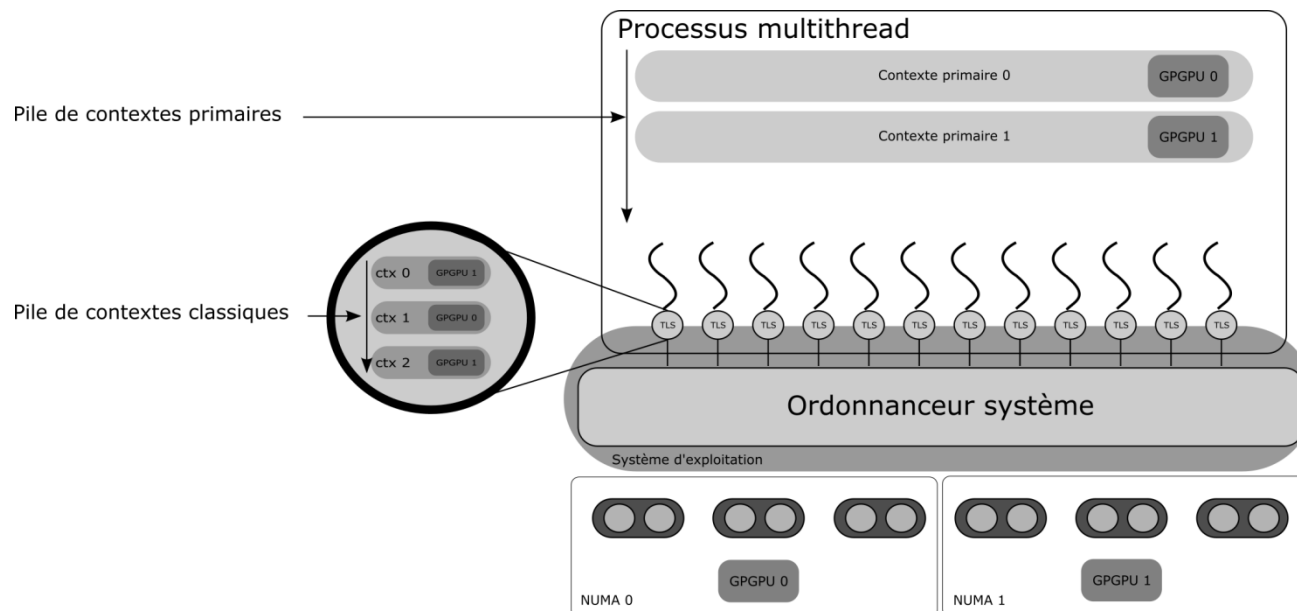 Processus multithread
Contexte primaire 0
GPGPU 0
Pile de contextes primaires
Contexte primaire 1
GPGPU 1
ctx 0
GPGPU 1
Pile de contextes classiques
ctx 1
GPGPU 0
ctx 2
GPGPU 1
TLS TLS TLS TLS TLS TLS TLS TLS TLS TLS TLS TLS
Ordonnanceur système
Système d'exploitation
GPGPU 0
NUMA 0
GPGPU 1
NUMA 1